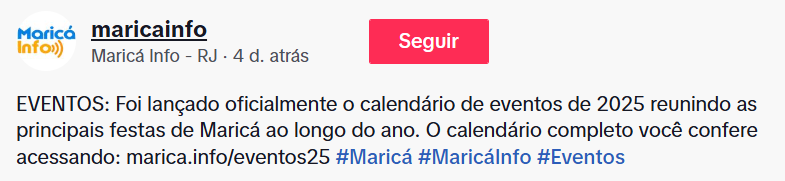 Maricá
Info
maricainfo
Maricá Info - RJ · 4 d. atrás
Seguir
EVENTOS: Foi lançado oficialmente o calendário de eventos de 2025 reunindo as
principais festas de Maricá ao longo do ano. O calendário completo você confere
acessando: marica.info/eventos25 #Maricá #MaricáInfo #Eventos